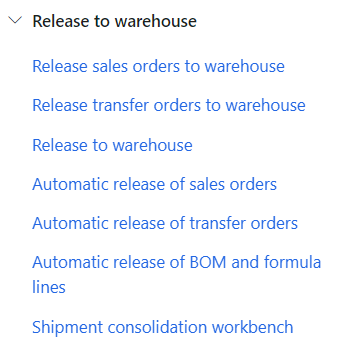 Release to warehouse
Release sales orders to warehouse
Release transfer orders to warehouse
Release to warehouse
Automatic release of sales orders
Automatic release of transfer orders
Automatic release of BOM and formula
lines
Shipment consolidation workbench